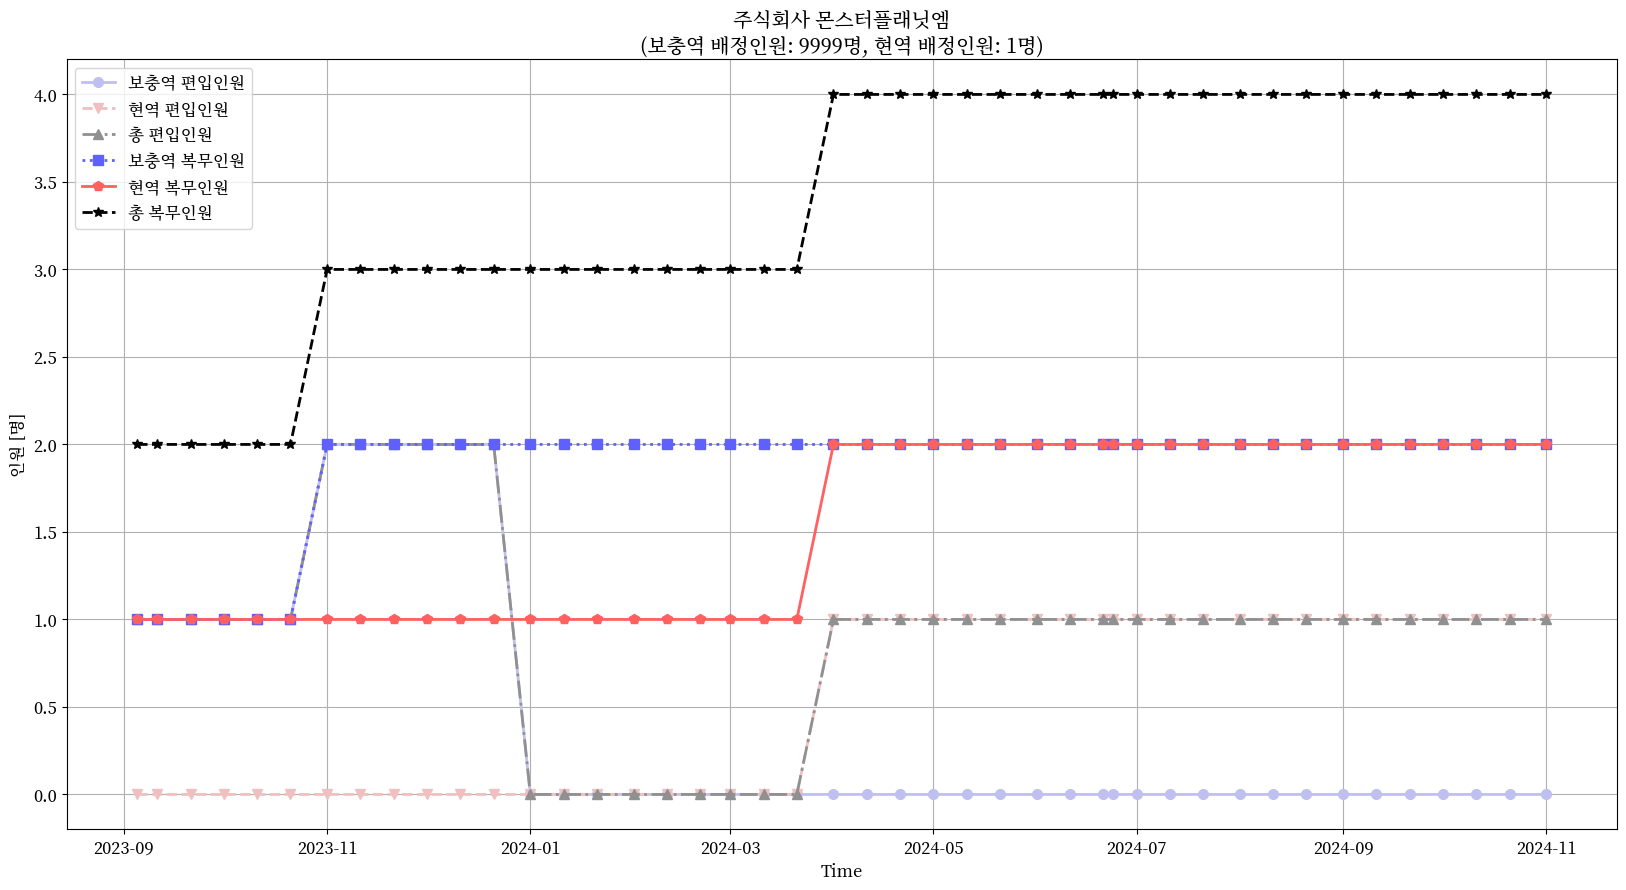 주식회사 몬스터플래닛엠
(보충역 배정인원: 9999명, 현역 배정인원: 1명)
보충역 편입인원
현역 편입인원
총 편입인원
보충역 복무인원
현역 복무인원
총 복무인원
4.0
3.5
3.0
2.5
2.0
1.5
1.0
0.5
0.0
인원 [명]
2023-09 2023-11 2024-01 2024-03 2024-05 2024-07 2024-09 2024-11
Time